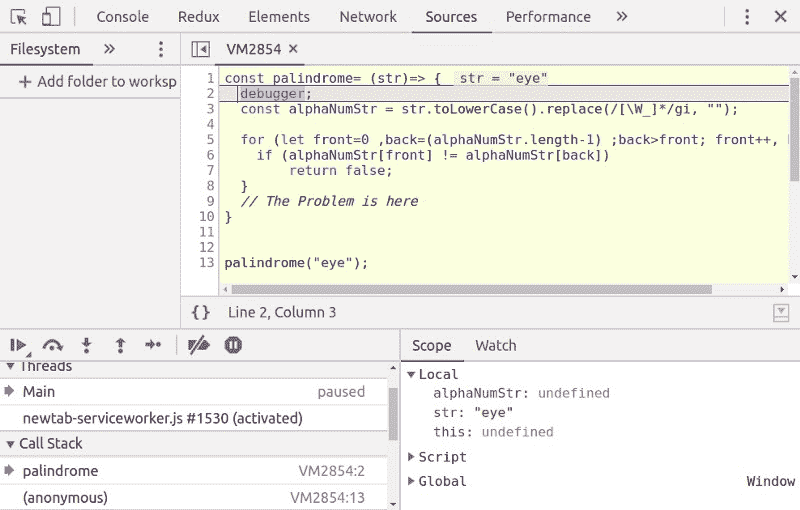 Console Redux Elements Network Sources Performance »
Filesystem » VM2854 ×
+ Add folder to worksp
1 const palindrome= (str)=> { str = "eye"
2 debugger;
3 const alphaNumStr = str.toLowerCase().replace(/[\W_]*/gi, "");
4
5 for (let front=0 ,back=(alphaNumStr.length-1) ;back>front; front++,
6 if (alphaNumStr[front] != alphaNumStr[back])
7 return false;
8 }
9 // The Problem is here
10 }
11
12
13 palindrome("eye");
{} Line 2, Column 3
Threads
Main paused
newtab-serviceworker.js #1530 (activated)
Call Stack
palindrome VM2854:2
(anonymous) VM2854:13
Scope Watch
Local
alphaNumStr: undefined
str: "eye"
this: undefined
Script
Global Window